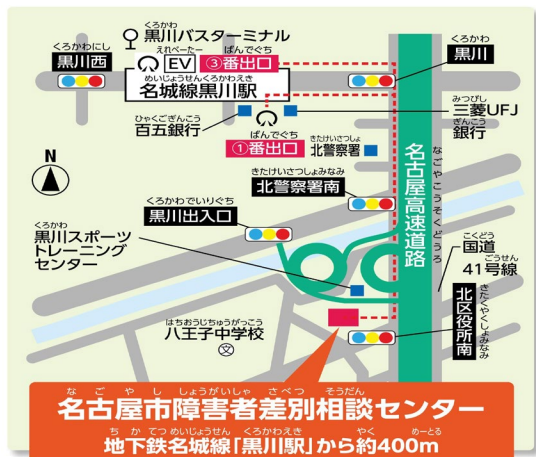 くろかわ
黒川バスターミナル
くろかわにし
黒川西
えれべーたー
EV
ばんでぐち
③番出口
くろかわ
黒川
めいじょうせんくろかわえき
名城線黒川駅
ひゃくごぎんこう
百五銀行
ばんでぐち
①番出口
きたけいさつしょ
北警察署
みつびし
三菱UFJ
ぎんこう
銀行
N
きたけいさつしょみなみ
北警察署南
くろかわでいりぐち
黒川出入口
なごやこうそくどうろ
名古屋高速道路
くろかわ
黒川スポーツ
トレーニング
センター
こくどう
国道
ごうせん
41号線
はちおうじちゅうがっこう
八王子中学校
文
きたくやくしょみなみ
北区役所南
なごやし しょうがいしゃ さべつ そうだん
名古屋市障害者差別相談センター
ちかてつめいじょうせん くろかわえき やく めーとる
地下鉄名城線「黒川駅」から約400m